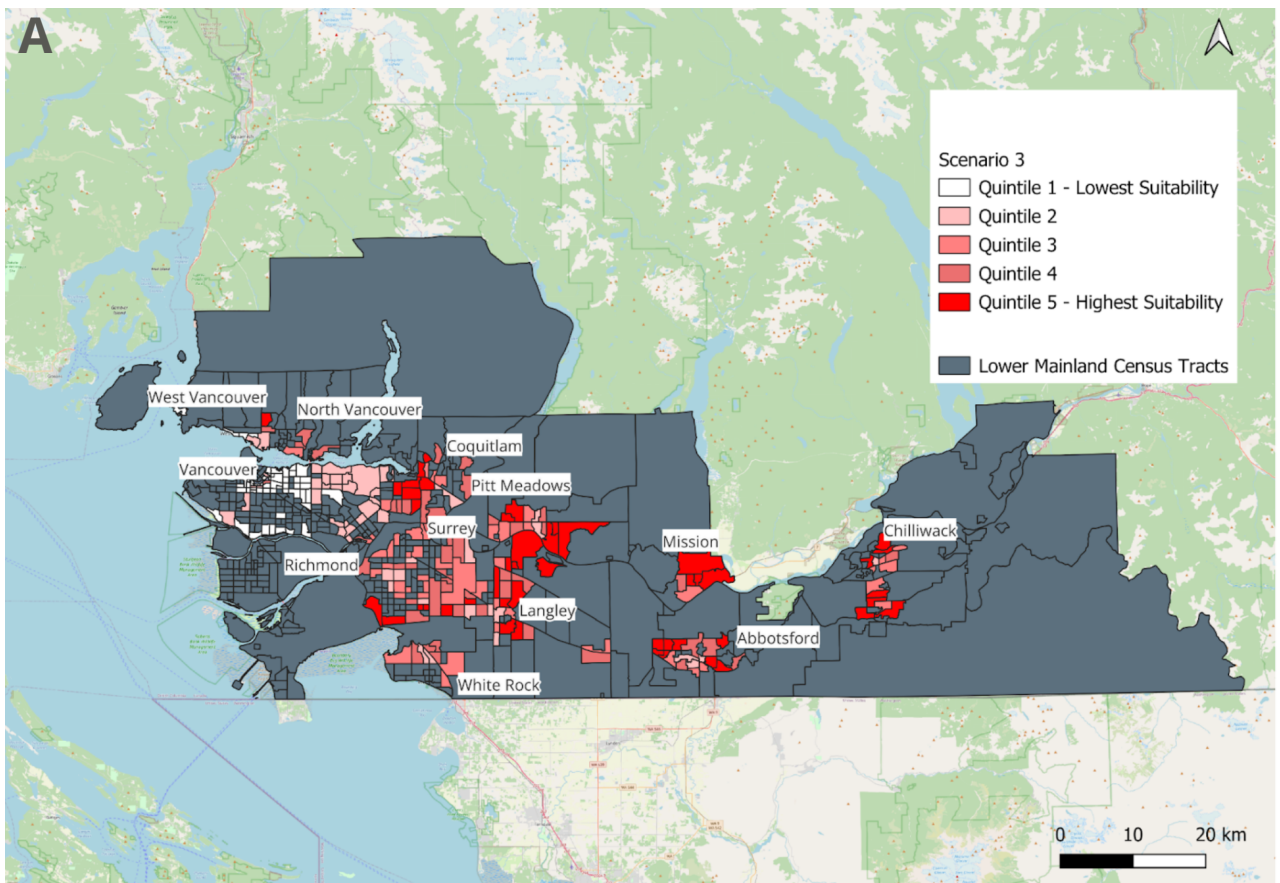 A
Scenario 3
Quintile 1 - Lowest Suitability
Quintile 2
Quintile 3
Quintile 4
Quintile 5 - Highest Suitability
Lower Mainland Census Tracts
West Vancouver
North Vancouver
Coquitlam
Vancouver
Pitt Meadows
Surrey
Chilliwack
Mission
Richmond
Langley
Abbotsford
White Rock
0 10 20 km